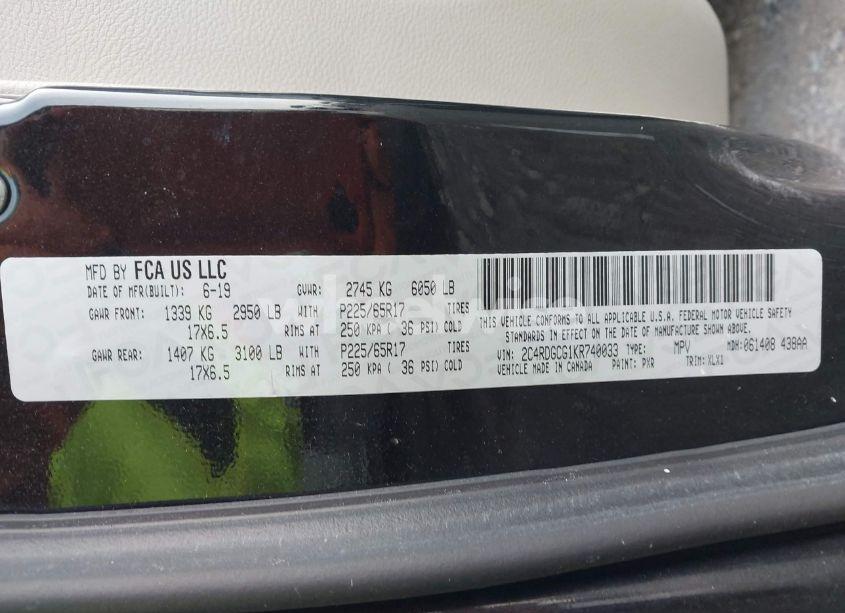 MFD BY FCA US LLC
DATE OF MFR(BUILT): 6-19 GVWR: 2745 KG 6050 LB
GAWR FRONT: 1339 KG 2950 LB WITH P225/65R17 TIRES
17X6.5 RIMS AT 250 KPA ( 36 PSI) COLD
GAWR REAR: 1407 KG 3100 LB WITH P225/65R17 TIRES
17X6.5 RIMS AT 250 KPA ( 36 PSI) COLD
THIS VEHICLE CONFORMS TO ALL APPLICABLE U.S.A. FEDERAL MOTOR VEHICLE SAFETY
STANDARDS IN EFFECT ON THE DATE OF MANUFACTURE SHOWN ABOVE.
VIN: 2C4RDGCG1KR740033 TYPE: MPV MDH: 061408 438AA
VEHICLE MADE IN CANADA PAINT: PXR TRIM: XLX1